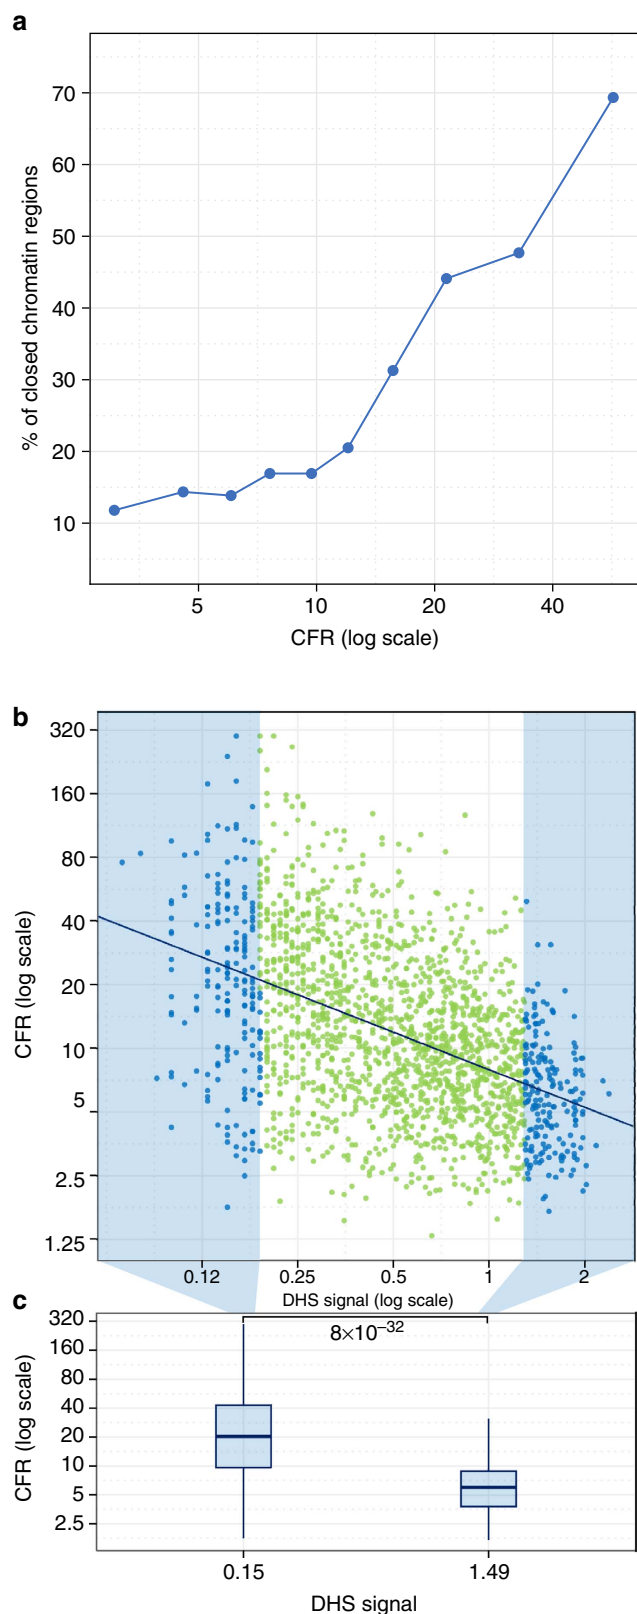 a
70
60
50
40
30
20
10
% of closed chromatin regions
5 10 20 40
CFR (log scale)
b
320
160
80
40
20
10
5
2.5
1.25
CFR (log scale)
0.12 0.25 0.5 1 2
DHS signal (log scale)
c
320
160
80
40
20
10
5
2.5
CFR (log scale)
8×10⁻³²
0.15 1.49
DHS signal